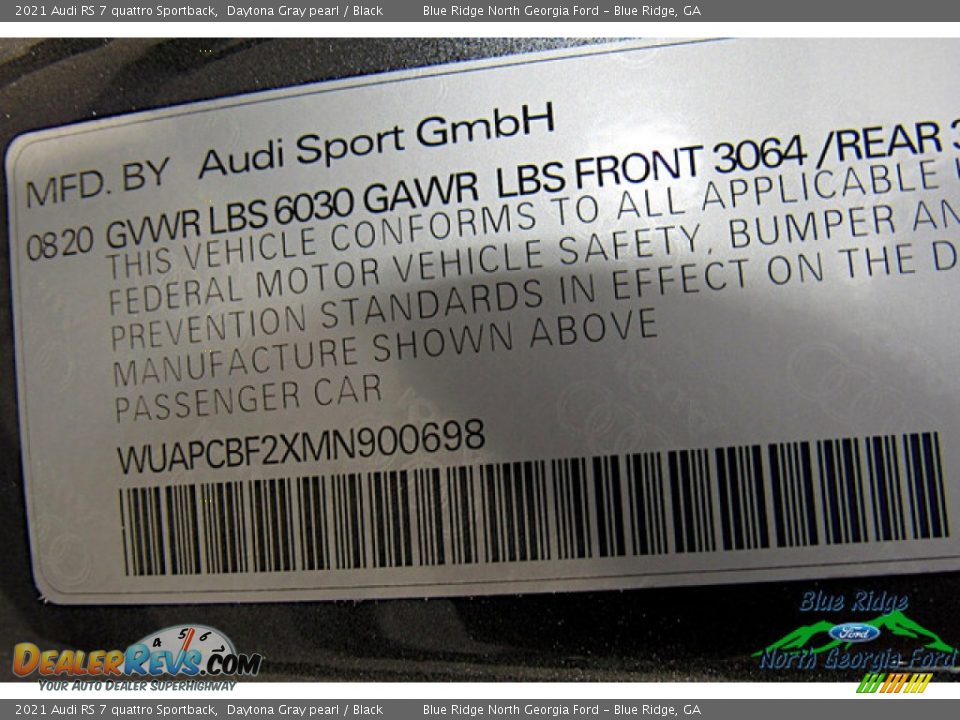 2021 Audi RS 7 quattro Sportback, Daytona Gray pearl / Black Blue Ridge North Georgia Ford - Blue Ridge, GA
MFD. BY Audi Sport GmbH
0820 GVWR LBS 6030 GAWR LBS FRONT 3064 /REAR 3
THIS VEHICLE CONFORMS TO ALL APPLICABLE
FEDERAL MOTOR VEHICLE SAFETY, BUMPER AN
PREVENTION STANDARDS IN EFFECT ON THE D
MANUFACTURE SHOWN ABOVE
PASSENGER CAR
WUAPCBF2XMN900698
Blue Ridge
Ford
North Georgia Ford
4 5 6
DEALERREVS.COM
YOUR AUTO DEALER SUPERHIGHWAY
2021 Audi RS 7 quattro Sportback, Daytona Gray pearl / Black Blue Ridge North Georgia Ford - Blue Ridge, GA